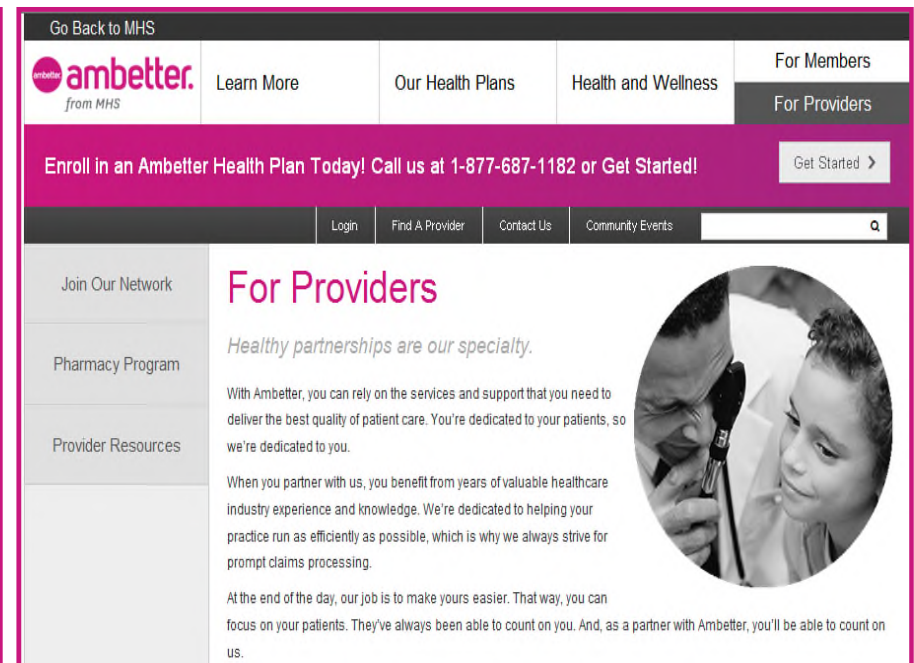 Go Back to MHS
ambetter ambetter.
from MHS
Learn More
Our Health Plans
Health and Wellness
For Members
For Providers
Enroll in an Ambetter Health Plan Today! Call us at 1-877-687-1182 or Get Started!
Get Started >
Login
Find A Provider
Contact Us
Community Events
Join Our Network
Pharmacy Program
Provider Resources
For Providers
Healthy partnerships are our specialty.
With Ambetter, you can rely on the services and support that you need to
deliver the best quality of patient care. You're dedicated to your patients, so
we're dedicated to you.
When you partner with us, you benefit from years of valuable healthcare
industry experience and knowledge. We're dedicated to helping your
practice run as efficiently as possible, which is why we always strive for
prompt claims processing.
At the end of the day, our job is to make yours easier. That way, you can
focus on your patients. They've always been able to count on you. And, as a partner with Ambetter, you'll be able to count on
us.